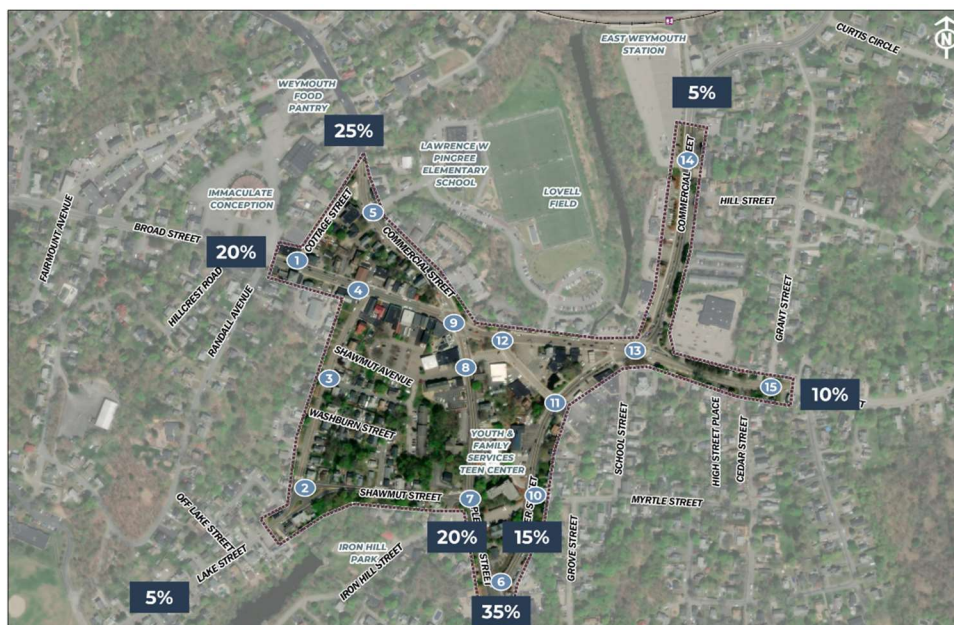 EAST WEYMOUTH
STATION
CURTIS CIRCLE
N
WEYMOUTH
FOOD
PANTRY
5%
25%
LAWRENCE W
PINGREE
ELEMENTARY
SCHOOL
14
COMMERCIAL STREET
IMMACULATE
CONCEPTION
LOVELL
FIELD
HILL STREET
FAIRMOUNT AVENUE
BROAD STREET
COTTAGE STREET
5
COMMERCIAL STREET
20%
1
HILLCREST ROAD
RANDALL AVENUE
4
9
12
13
GRANT STREET
SHAWMUT AVENUE
8
3
15
10%
11
WASHBURN STREET
YOUTH &
FAMILY
SERVICES
TEEN CENTER
SCHOOL STREET
HIGH STREET PLACE
CEDAR STREET
2
SHAWMUT STREET
7
10
MYRTLE STREET
OFF LAKE STREET
LAKE STREET
20%
15%
IRON HILL
PARK
IRON HILL STREET
GROVE STREET
STREET
6
5%
35%